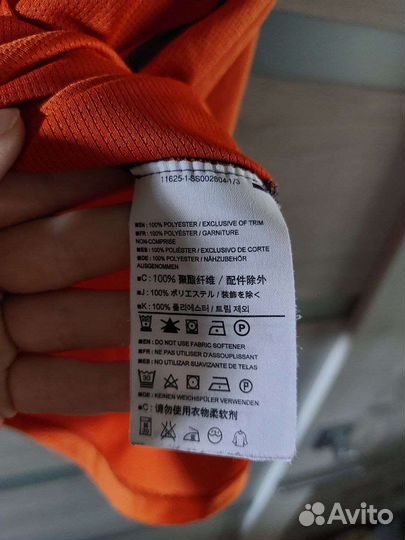 11625-1-SS002604-1/3
■EN: 100% POLYESTER / EXCLUSIVE OF TRIM
■FR: 100% POLYESTER / GARNITURE
NON-COMPRISE
■ES: 100% POLIÉSTER / EXCLUSIVO DE CORTE
■DE: 100% POLYESTER / NÄHZUBEHÖR
AUSGENOMMEN
■C: 100% 聚酯纤维 / 配件除外
■J: 100% ポリエステル / 装飾を除く
■K: 100% 폴리에스터 / 트림 제외
■EN: DO NOT USE FABRIC SOFTENER
■FR: NE PAS UTILISER D'ASSOUPLISSANT
■ES: NO UTILIZAR SUAVIZANTE DE TELAS
30 P
■GE: KEINEN WEICHSPÜLER VERWENDEN
■C: 请勿使用衣物柔软剂
Avito